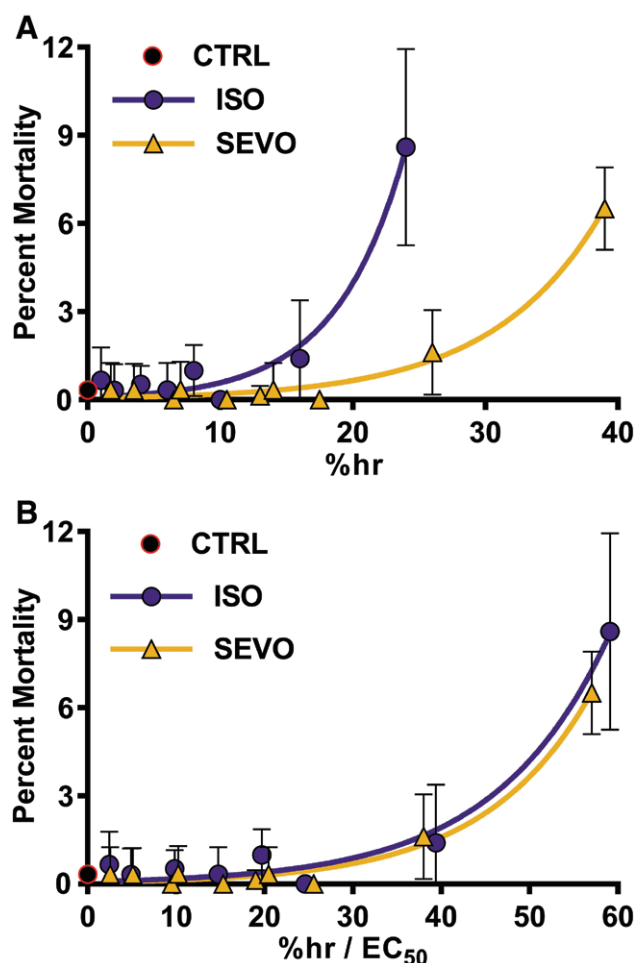 A
CTRL
ISO
SEVO
Percent Mortality
12
9
6
3
0
0 10 20 30 40
%hr
B
CTRL
ISO
SEVO
Percent Mortality
12
9
6
3
0
0 10 20 30 40 50 60
%hr / EC50